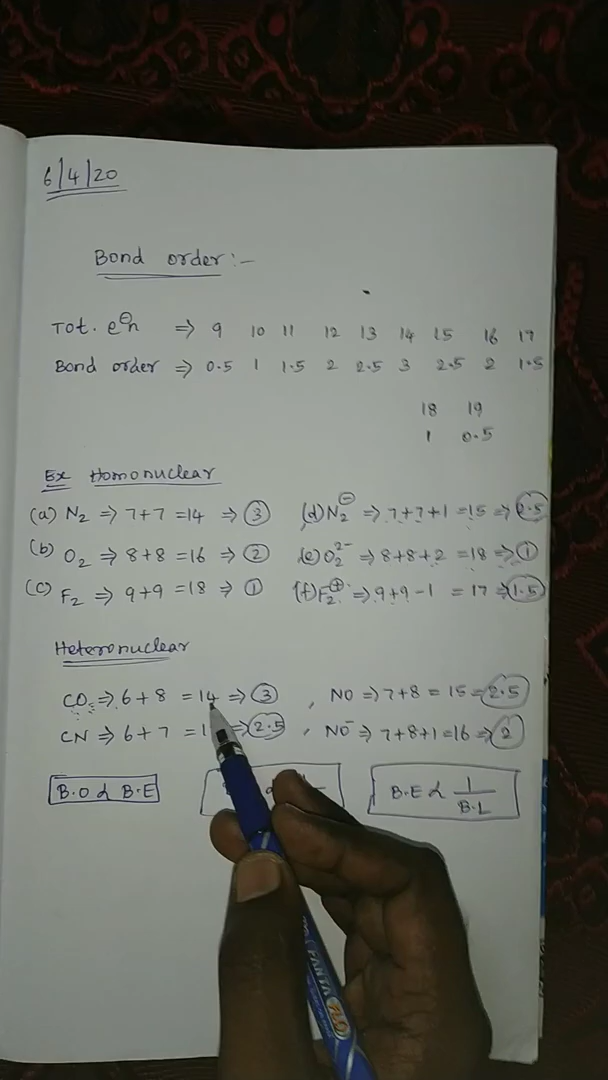 6/4/20
Bond order :-
Tot. e⊖n ⇒ 9 10 11 12 13 14 15 16 17
Bond order ⇒ 0.5 1 1.5 2 2.5 3 2.5 2 1.5
18 19
1 0.5
Ex Homonuclear
(a) N₂ ⇒ 7+7 = 14 ⇒ 3 (d) N₂⊖ ⇒ 7+7+1 = 15 ⇒ 2.5
(b) O₂ ⇒ 8+8 = 16 ⇒ 2 (e) O₂²⁻ ⇒ 8+8+2 = 18 ⇒ 1
(c) F₂ ⇒ 9+9 = 18 ⇒ 1 (f) F₂⊕ ⇒ 9+9-1 = 17 ⇒ 1.5
Heteronuclear
CO ⇒ 6+8 = 14 ⇒ 3 , NO ⇒ 7+8 = 15 = 2.5
CN ⇒ 6+7 = 1 ⇒ 2.5 , NO⁻ ⇒ 7+8+1 = 16 ⇒ 2
B.O α B.E B.E α 1/B.L